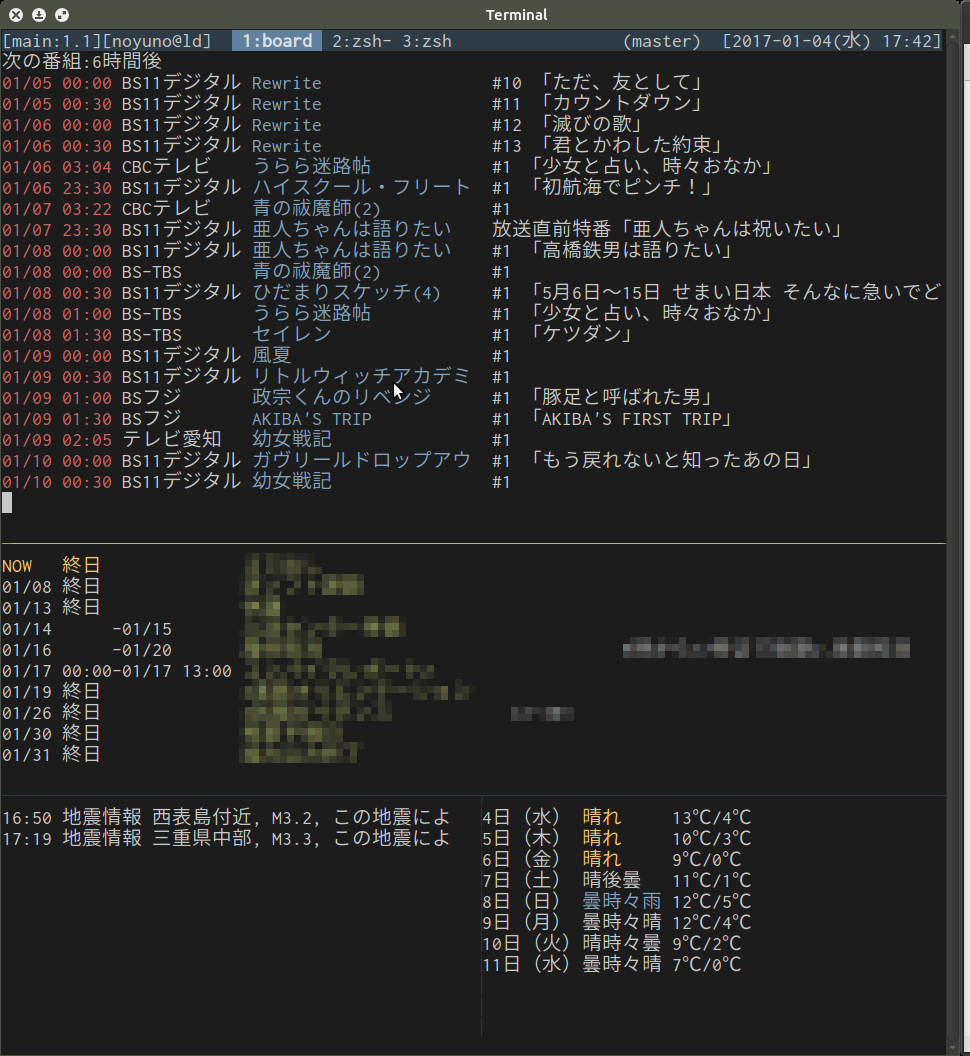 Terminal
[main:1.1][noyuno@ld] 1:board 2:zsh- 3:zsh (master) [2017-01-04(水) 17:42]
次の番組:6時間後
01/05 00:00 BS11デジタル Rewrite #10 「ただ、友として」
01/05 00:30 BS11デジタル Rewrite #11 「カウントダウン」
01/06 00:00 BS11デジタル Rewrite #12 「滅びの歌」
01/06 00:30 BS11デジタル Rewrite #13 「君とかわした約束」
01/06 03:04 CBCテレビ うらら迷路帖 #1 「少女と占い、時々おなか」
01/06 23:30 BS11デジタル ハイスクール・フリート #1 「初航海でピンチ！」
01/07 03:22 CBCテレビ 青の祓魔師(2) #1
01/07 23:30 BS11デジタル 亜人ちゃんは語りたい 放送直前特番「亜人ちゃんは祝いたい」
01/08 00:00 BS11デジタル 亜人ちゃんは語りたい #1 「高橋鉄男は語りたい」
01/08 00:00 BS-TBS 青の祓魔師(2) #1
01/08 00:30 BS11デジタル ひだまりスケッチ(4) #1 「5月6日〜15日 せまい日本 そんなに急いでど
01/08 01:00 BS-TBS うらら迷路帖 #1 「少女と占い、時々おなか」
01/08 01:30 BS-TBS セイレン #1 「ケツダン」
01/09 00:00 BS11デジタル 風夏 #1
01/09 00:30 BS11デジタル リトルウィッチアカデミ #1
01/09 01:00 BSフジ 政宗くんのリベンジ #1 「豚足と呼ばれた男」
01/09 01:30 BSフジ AKIBA'S TRIP #1 「AKIBA'S FIRST TRIP」
01/09 02:05 テレビ愛知 幼女戦記 #1
01/10 00:00 BS11デジタル ガヴリールドロップアウ #1 「もう戻れないと知ったあの日」
01/10 00:30 BS11デジタル 幼女戦記 #1
NOW 終日
01/08 終日
01/13 終日
01/14 -01/15
01/16 -01/20
01/17 00:00-01/17 13:00
01/19 終日
01/26 終日
01/30 終日
01/31 終日
16:50 地震情報 西表島付近, M3.2, この地震によ
17:19 地震情報 三重県中部, M3.3, この地震によ
4日（水） 晴れ 13℃/4℃
5日（木） 晴れ 10℃/3℃
6日（金） 晴れ 9℃/0℃
7日（土） 晴後曇 11℃/1℃
8日（日） 曇時々雨 12℃/5℃
9日（月） 曇時々晴 12℃/4℃
10日（火） 晴時々曇 9℃/2℃
11日（水） 曇時々晴 7℃/0℃